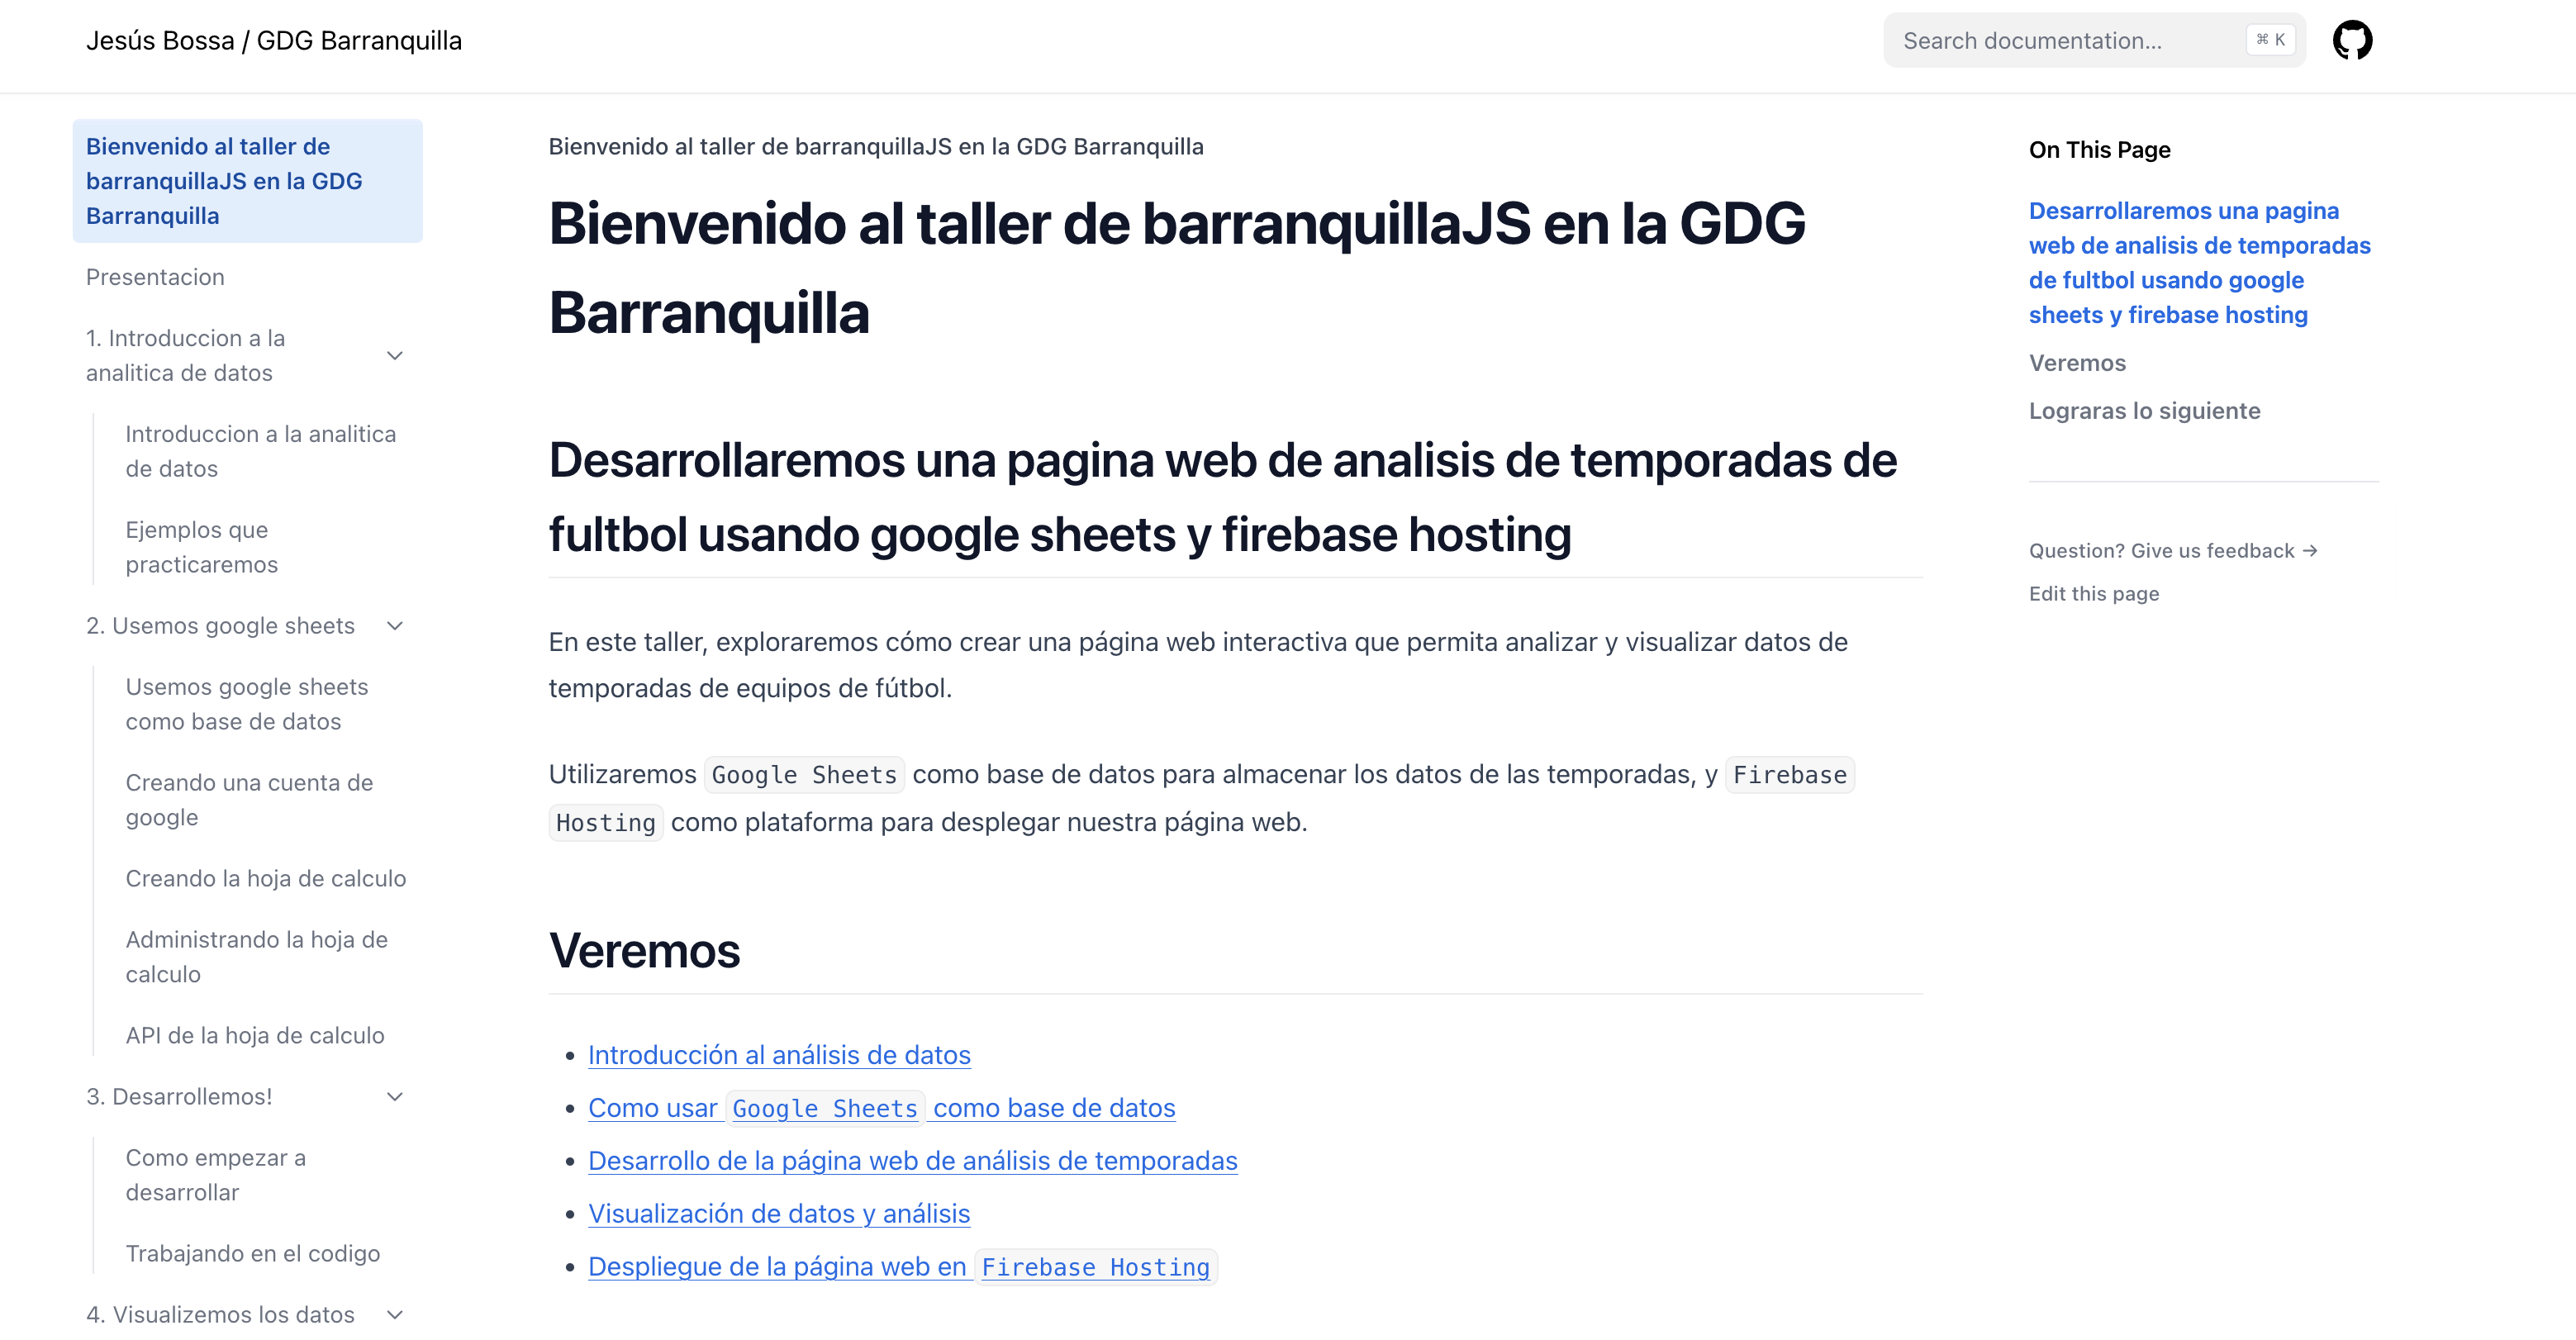 Jesús Bossa / GDG Barranquilla
Search documentation...
⌘ K
Bienvenido al taller de
barranquillaJS en la GDG
Barranquilla
Presentacion
1. Introduccion a la
analitica de datos
Introduccion a la analitica
de datos
Ejemplos que
practicaremos
2. Usemos google sheets
Usemos google sheets
como base de datos
Creando una cuenta de
google
Creando la hoja de calculo
Administrando la hoja de
calculo
API de la hoja de calculo
3. Desarrollemos!
Como empezar a
desarrollar
Trabajando en el codigo
4. Visualizemos los datos
Bienvenido al taller de barranquillaJS en la GDG Barranquilla
Bienvenido al taller de barranquillaJS en la GDG
Barranquilla
Desarrollaremos una pagina web de analisis de temporadas de
fultbol usando google sheets y firebase hosting
En este taller, exploraremos cómo crear una página web interactiva que permita analizar y visualizar datos de
temporadas de equipos de fútbol.
Utilizaremos Google Sheets como base de datos para almacenar los datos de las temporadas, y Firebase
Hosting como plataforma para desplegar nuestra página web.
Veremos
• Introducción al análisis de datos
• Como usar Google Sheets como base de datos
• Desarrollo de la página web de análisis de temporadas
• Visualización de datos y análisis
• Despliegue de la página web en Firebase Hosting
On This Page
Desarrollaremos una pagina
web de analisis de temporadas
de fultbol usando google
sheets y firebase hosting
Veremos
Lograras lo siguiente
Question? Give us feedback →
Edit this page